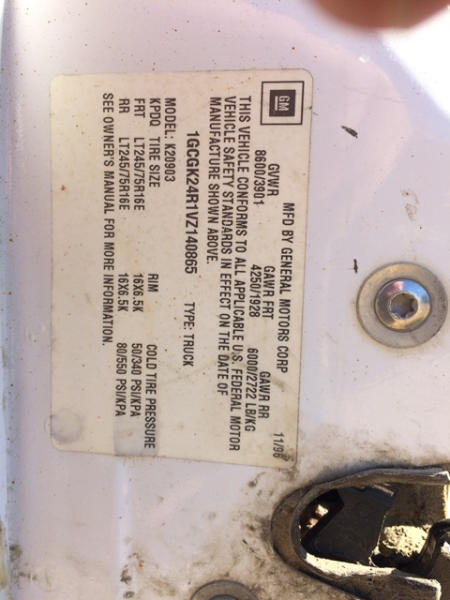 GM
MFD BY GENERAL MOTORS CORP 11/96
GVWR GAWR FRT GAWR RR
8600/3901 4250/1928 6000/2722 LB/KG
THIS VEHICLE CONFORMS TO ALL APPLICABLE U.S. FEDERAL MOTOR
VEHICLE SAFETY STANDARDS IN EFFECT ON THE DATE OF
MANUFACTURE SHOWN ABOVE.
1GCGK24R1VZ140865 TYPE: TRUCK
MODEL: K20903
KPDQ TIRE SIZE RIM COLD TIRE PRESSURE
FRT LT245/75R16E 16X6.5K 50/340 PSI/KPA
RR LT245/75R16E 16X6.5K 80/550 PSI/KPA
SEE OWNER'S MANUAL FOR MORE INFORMATION.